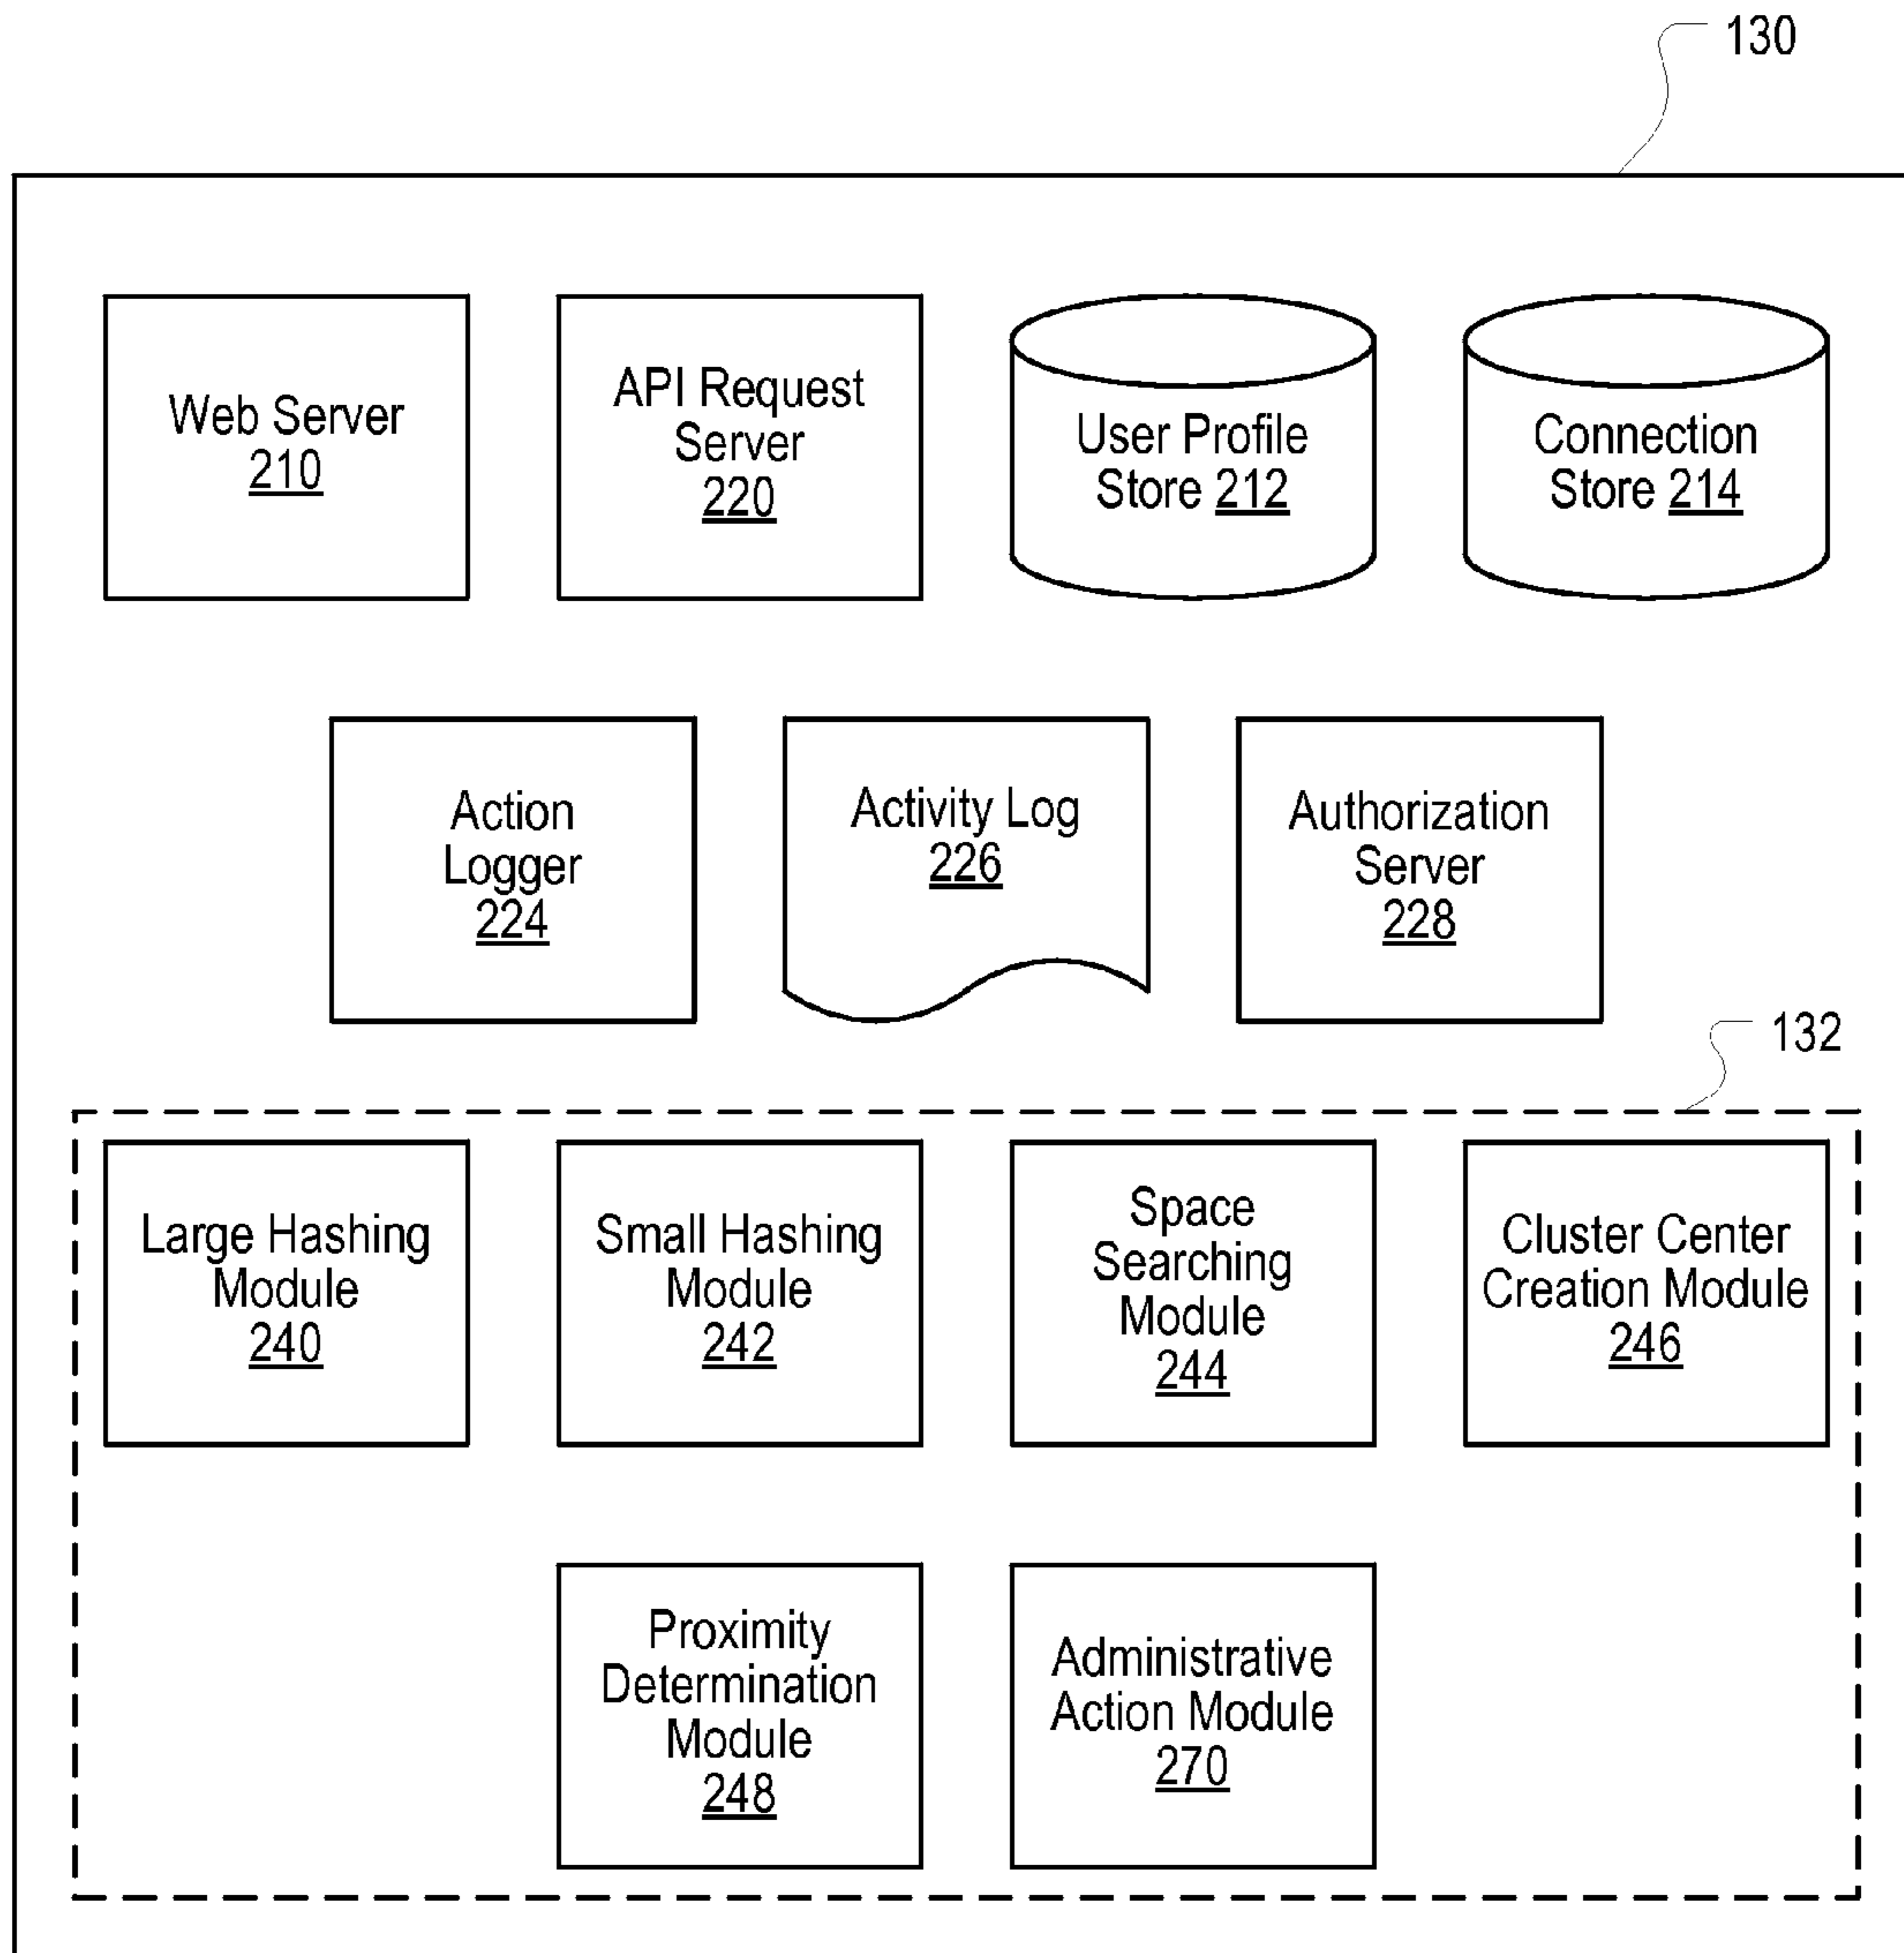 130
Web Server
210
API Request
Server
220
User Profile
Store 212
Connection
Store 214
Action
Logger
224
Activity Log
226
Authorization
Server
228
132
Large Hashing
Module
240
Small Hashing
Module
242
Space
Searching
Module
244
Cluster Center
Creation Module
246
Proximity
Determination
Module
248
Administrative
Action Module
270